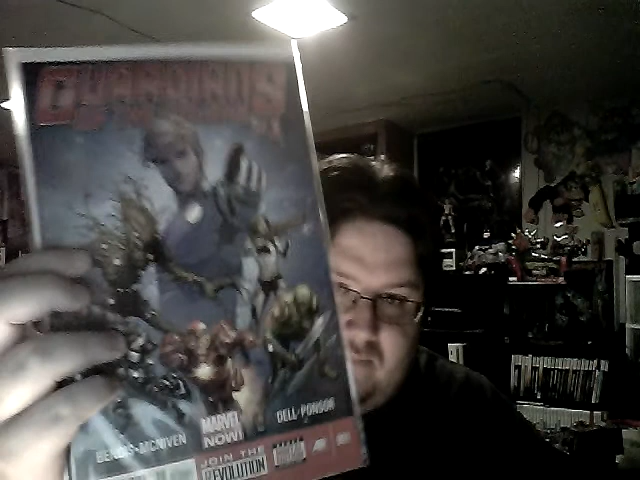 GUARDIANS
BENDIS·McNIVEN
DELL·PONSOR
MARVEL
NOW!
JOIN THE
REVOLUTION